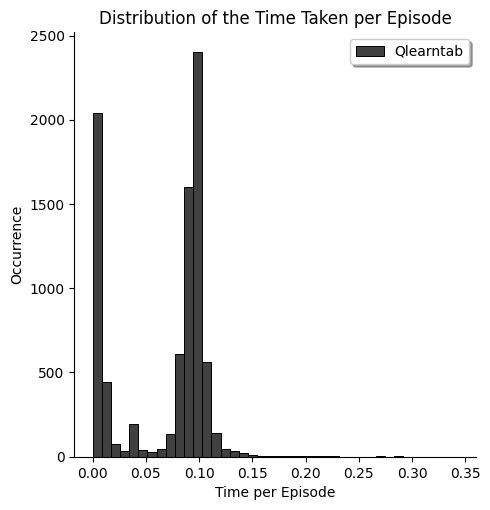 Distribution of the Time Taken per Episode
Qlearntab
2500
2000
1500
1000
500
0
Occurrence
0.00 0.05 0.10 0.15 0.20 0.25 0.30 0.35
Time per Episode